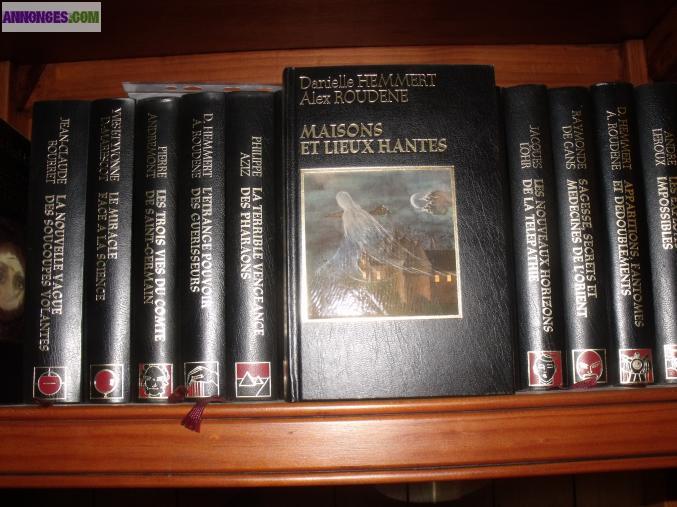 ANNONCES.COM
JEAN-CLAUDE
BOURRET
LA NOUVELLE VAGUE
DES SOUCOUPES VOLANTES
LE MIRACLE
FACE A LA SCIENCE
PIERRE
LES TROIS VIES DU COMTE
DE SAINT-GERMAIN
D. HEMMERT
A. ROUDENE
L'ETRANGE POUVOIR
DES GUERISSEURS
PHILIPPE
AZIZ
LA TERRIBLE VENGEANCE
DES PHARAONS
Danielle HEMMERT
Alex ROUDENE
MAISONS
ET LIEUX HANTES
JACQUES
LES NOUVEAUX HORIZONS
DE LA TELEPATHIE
RAYMONDE
DE GANS
SAGESSE, SECRETS ET
MEDECINES DE L'ORIENT
D. HEMMERT
A. ROUDENE
APPARITIONS, FANTOMES
ET DEDOUBLEMENTS
ANDRE
IMPOSSIBLES